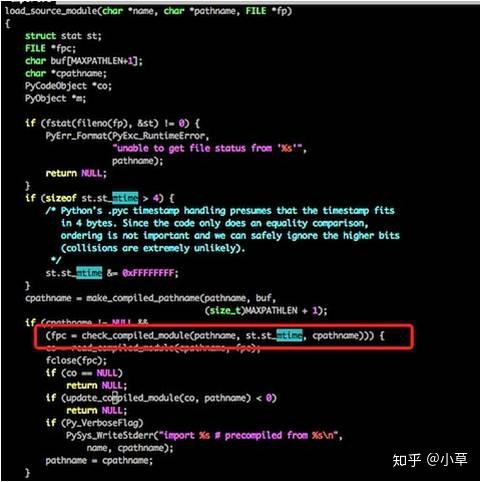 load_source_module(char *name, char *pathname, FILE *fp)
{
    struct stat st;
    FILE *fpc;
    char buf[MAXPATHLEN+1];
    char *cpathname;
    PyCodeObject *co;
    PyObject *m;

    if (fstat(fileno(fp), &st) != 0) {
        PyErr_Format(PyExc_RuntimeError,
                     "unable to get file status from '%s'",
                     pathname);
        return NULL;
    }
    if (sizeof st.st_mtime > 4) {
        /* Python's .pyc timestamp handling presumes that the timestamp fits
           in 4 bytes. Since the code only does an equality comparison,
           ordering is not important and we can safely ignore the higher bits
           (collisions are extremely unlikely).
         */
        st.st_mtime &= 0xFFFFFFFF;
    }
    cpathname = make_compiled_pathname(pathname, buf,
                                       (size_t)MAXPATHLEN + 1);
    if (cpathname != NULL &&
        (fpc = check_compiled_module(pathname, st.st_mtime, cpathname))) {
        co = read_compiled_module(cpathname, fpc);
        fclose(fpc);
        if (co == NULL)
            return NULL;
        if (update_compiled_module(co, pathname) < 0)
            return NULL;
        if (Py_VerboseFlag)
            PySys_WriteStderr("import %s # precompiled from %s\n",
                name, cpathname);
        pathname = cpathname;
    }
知乎 @小草